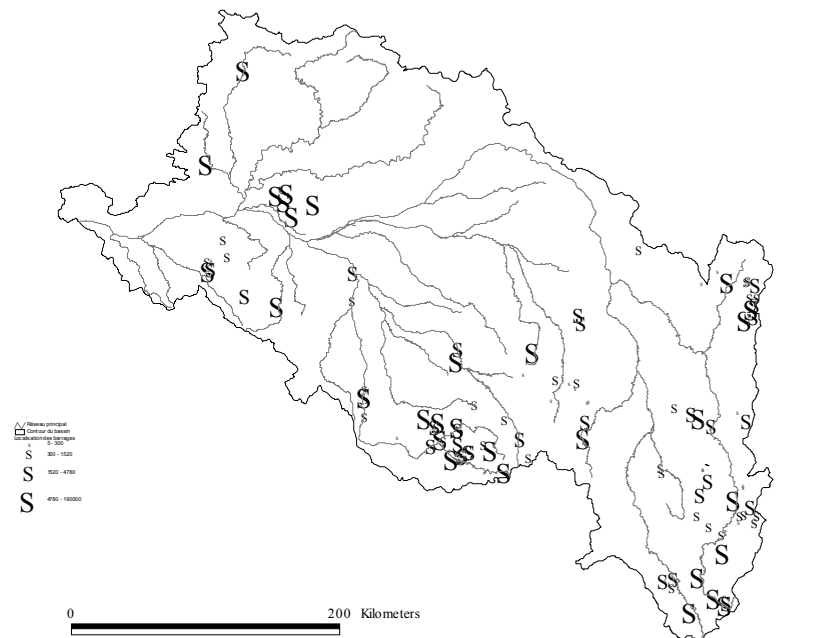 Réseau principal
Contour du bassin
Localisation des barrages
S 5 - 300
S 300 - 1520
S 1520 - 4780
S 4780 - 190000
0 200 Kilometers